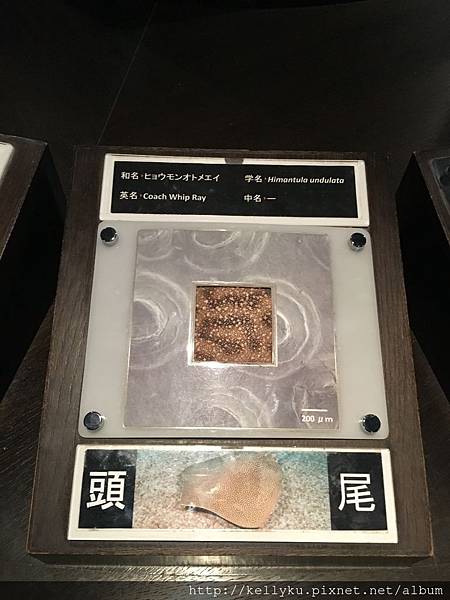 和名・ヒョウモンオトメエイ 学名・Himantula undulata
英名・Coach Whip Ray 中名・一
200 μm
頭 尾
http://kellyku.pixnet.net/album